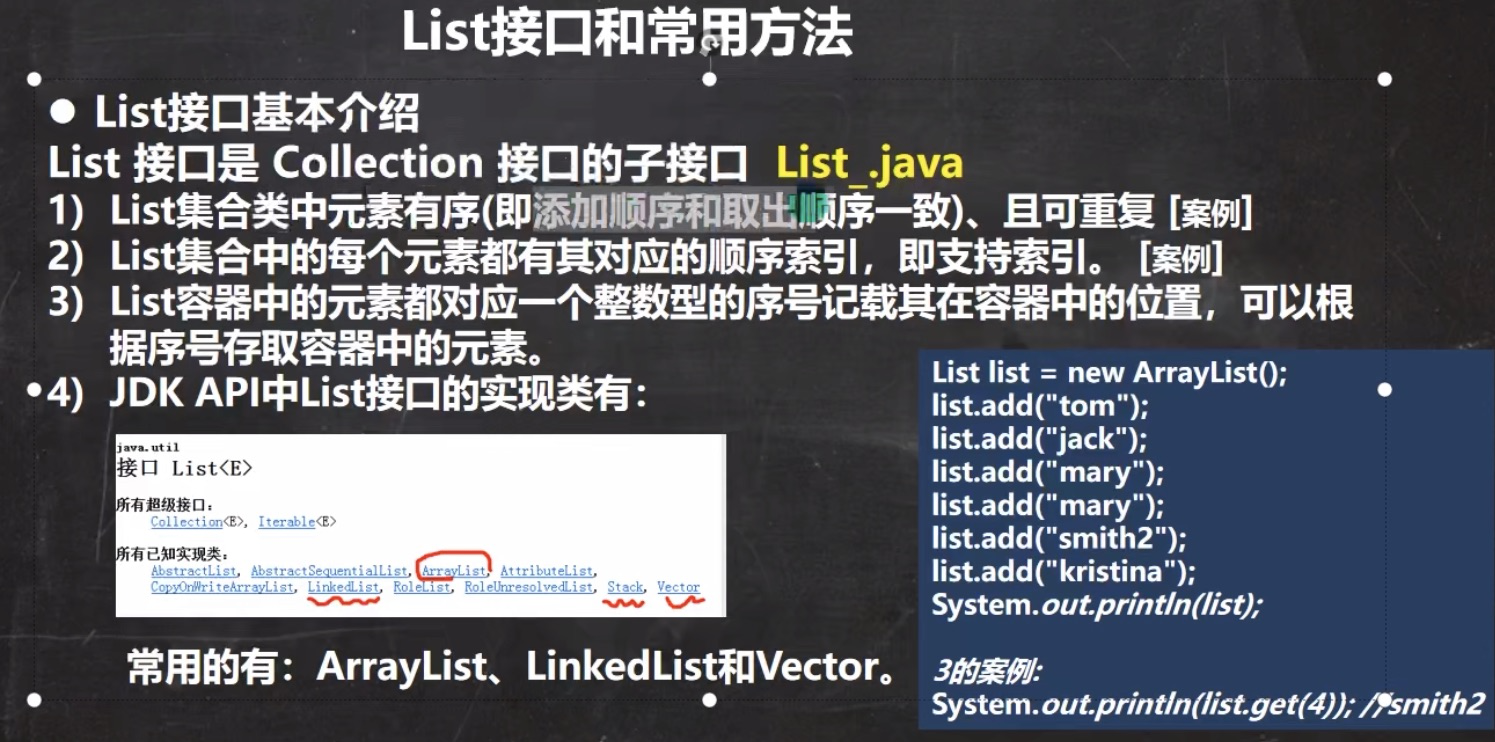 List接口和常用方法
● List接口基本介绍
List 接口是 Collection 接口的子接口 List_.java
1) List集合类中元素有序(即添加顺序和取出顺序一致)、且可重复 [案例]
2) List集合中的每个元素都有其对应的顺序索引，即支持索引。 [案例]
3) List容器中的元素都对应一个整数型的序号记载其在容器中的位置，可以根
据序号存取容器中的元素。
•4) JDK API中List接口的实现类有：
java.util
接口 List<E>
所有超级接口：
Collection<E>, Iterable<E>
所有已知实现类：
AbstractList, AbstractSequentialList, ArrayList, AttributeList,
CopyOnWriteArrayList, LinkedList, RoleList, RoleUnresolvedList, Stack, Vector
常用的有：ArrayList、LinkedList和Vector。
List list = new ArrayList();
list.add("tom");
list.add("jack");
list.add("mary");
list.add("mary");
list.add("smith2");
list.add("kristina");
System.out.println(list);
3的案例:
System.out.println(list.get(4)); //smith2